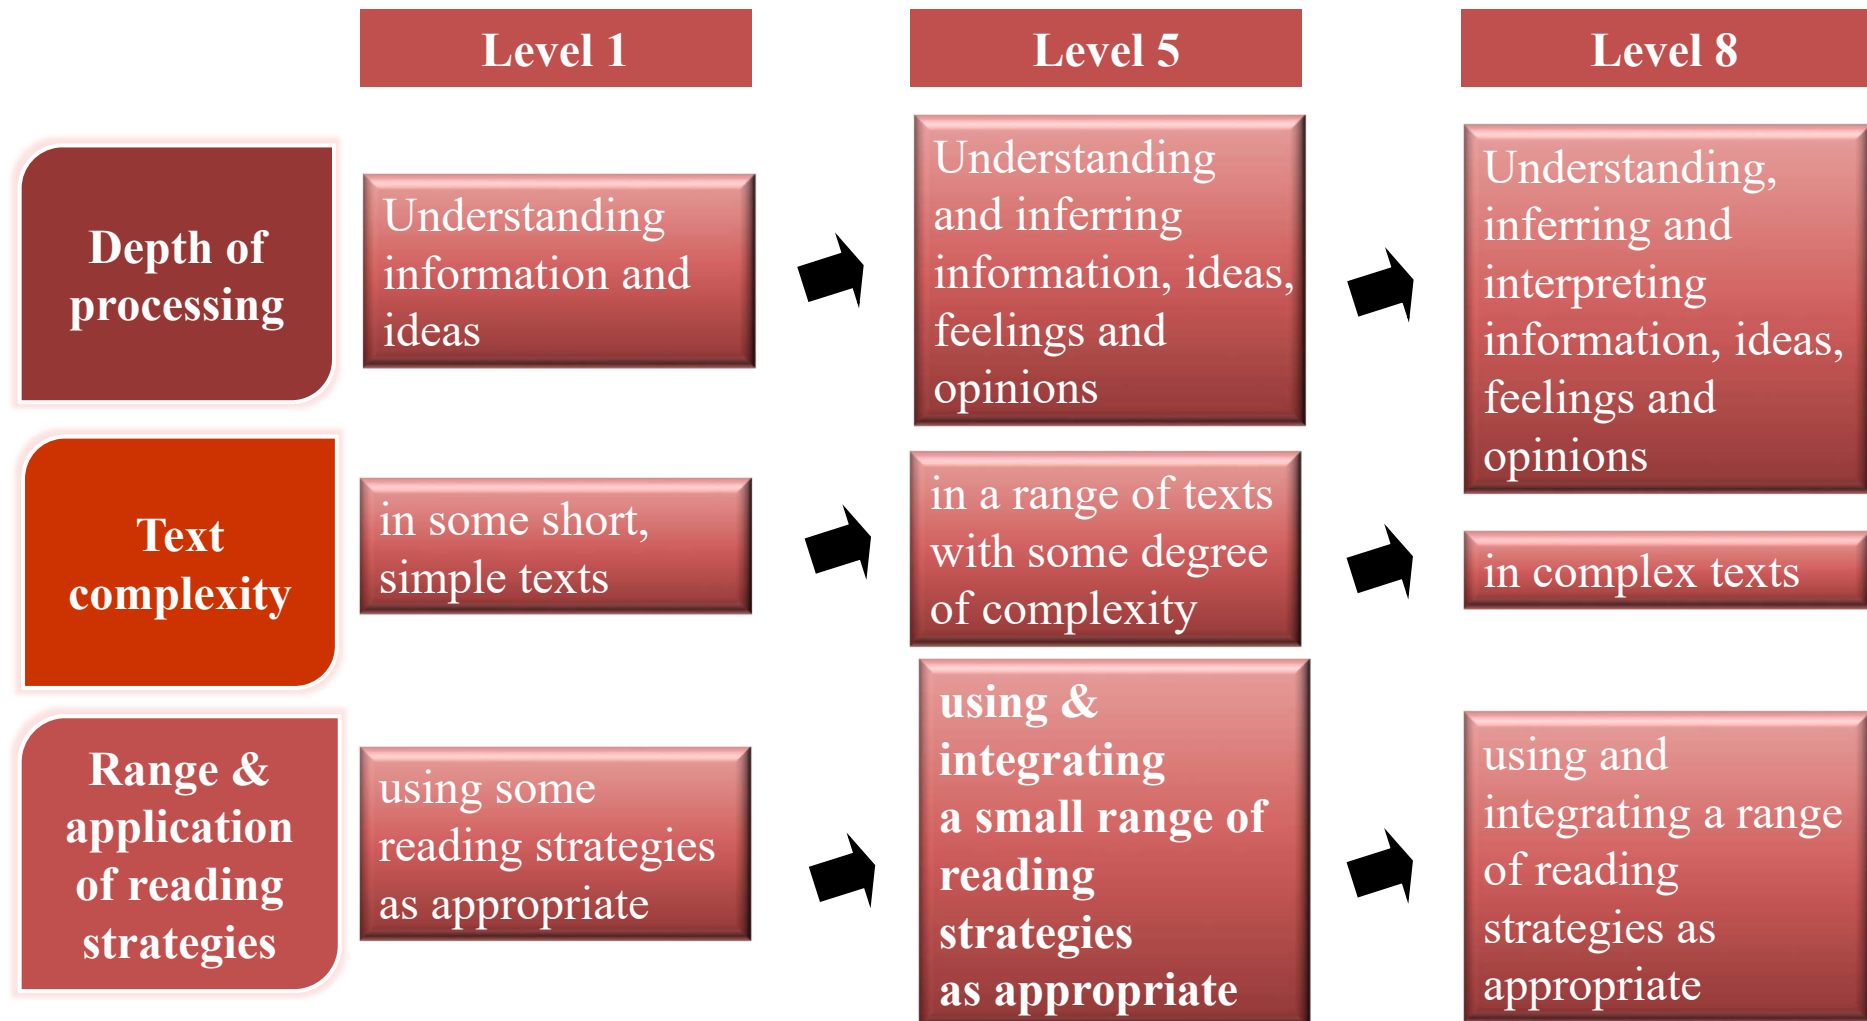 Level 1
Level 5
Level 8
Depth of
processing
Understanding
information and
ideas
Understanding
and inferring
information, ideas,
feelings and
opinions
Understanding,
inferring and
interpreting
information, ideas,
feelings and
opinions
Text
complexity
in some short,
simple texts
in a range of texts
with some degree
of complexity
in complex texts
Range &
application
of reading
strategies
using some
reading strategies
as appropriate
using &
integrating
a small range of
reading
strategies
as appropriate
using and
integrating a range
of reading
strategies as
appropriate